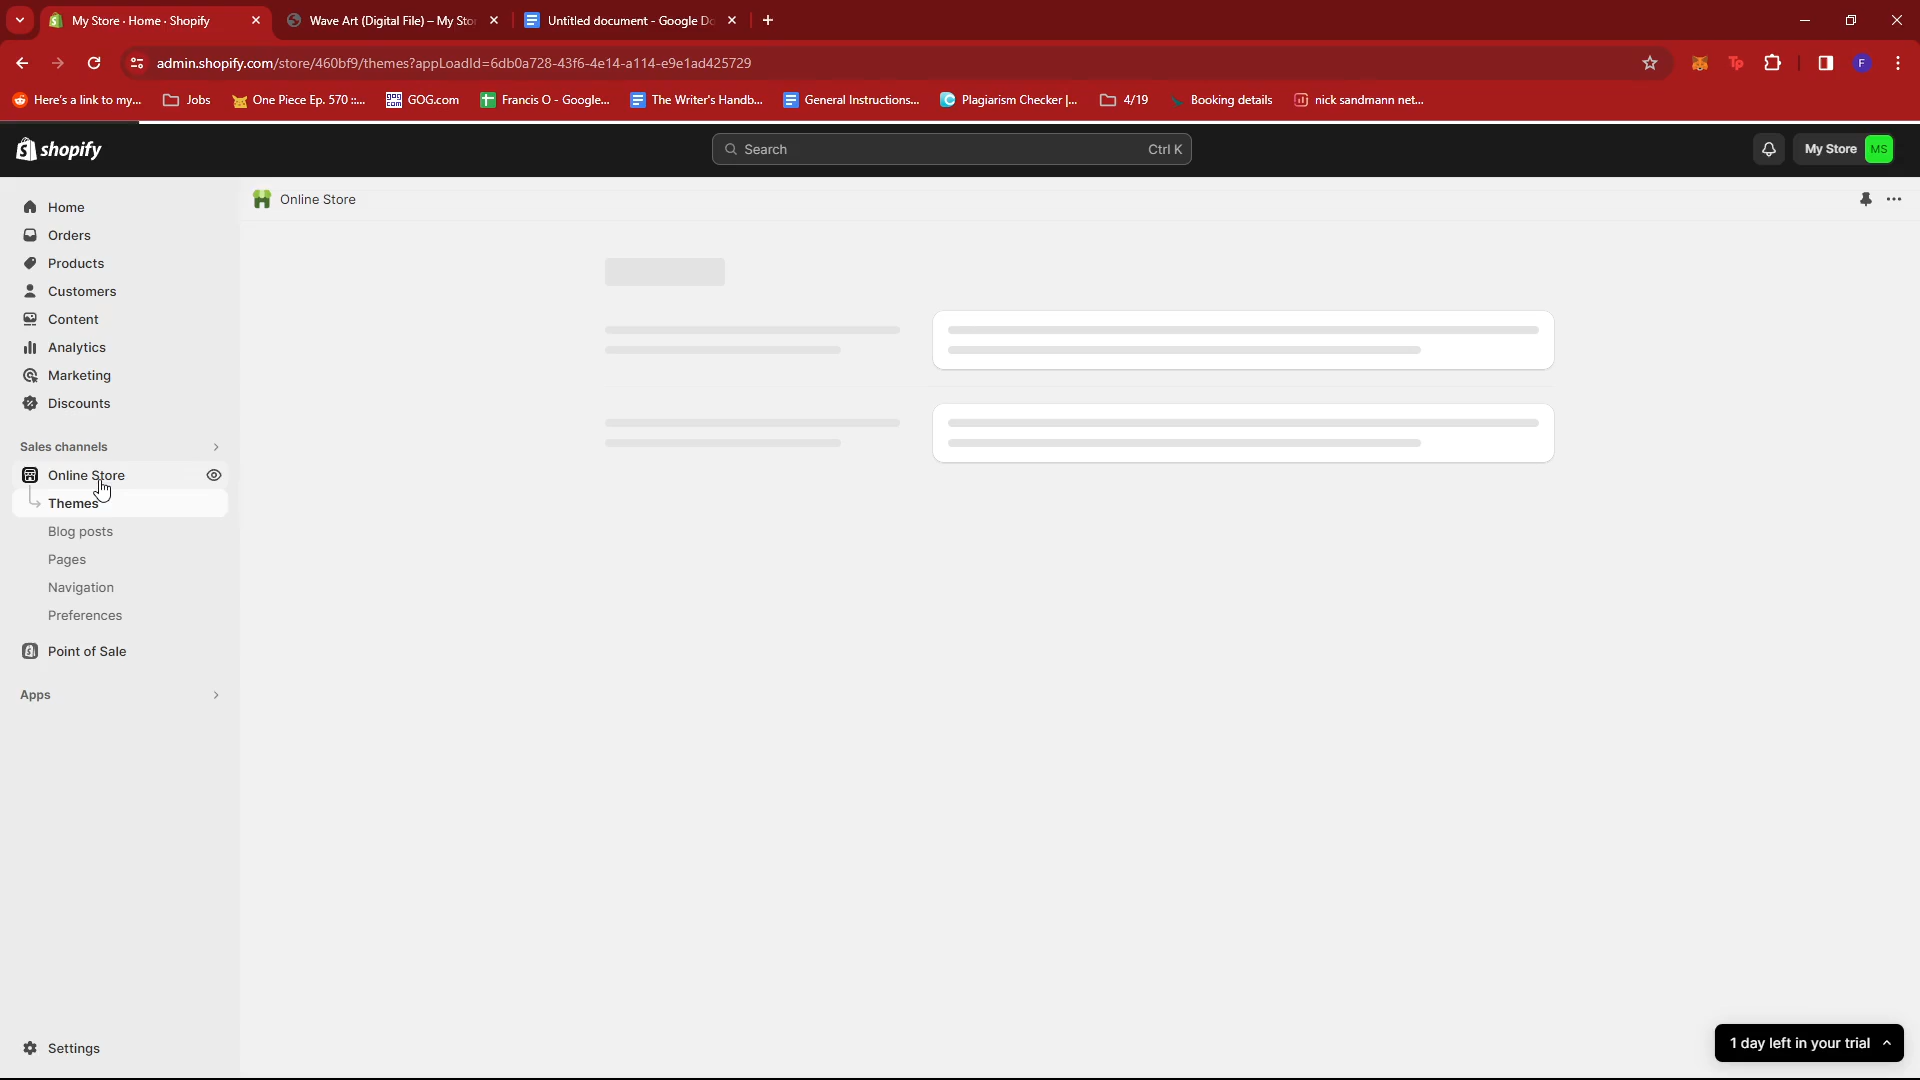 My Store · Home · Shopify
Wave Art (Digital File) – My Sto
Untitled document - Google Do
admin.shopify.com/store/460bf9/themes?appLoadId=6db0a728-43f6-4e14-a114-e9e1ad425729
F
Here's a link to my...
Jobs
One Piece Ep. 570 ::...
GOG.com
Francis O - Google...
The Writer's Handb...
General Instructions...
Plagiarism Checker |...
4/19
Booking details
nick sandmann net...
shopify
Search
Ctrl K
My Store
MS
Home
Orders
Products
Customers
Content
Analytics
Marketing
Discounts
Sales channels
Online Store
Themes
Blog posts
Pages
Navigation
Preferences
Point of Sale
Apps
Settings
Online Store
1 day left in your trial